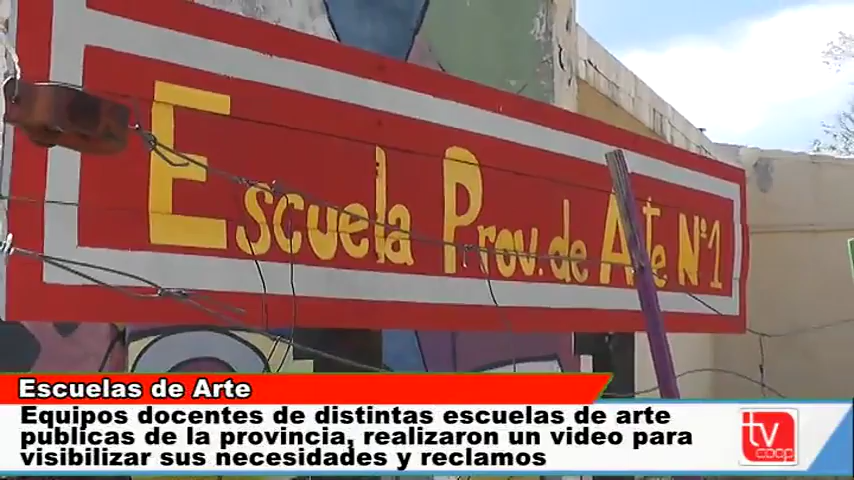 Escuela Prov. de Arte N°1
Escuelas de Arte
Equipos docentes de distintas escuelas de arte
publicas de la provincia, realizaron un video para
visibilizar sus necesidades y reclamos
tv
coop